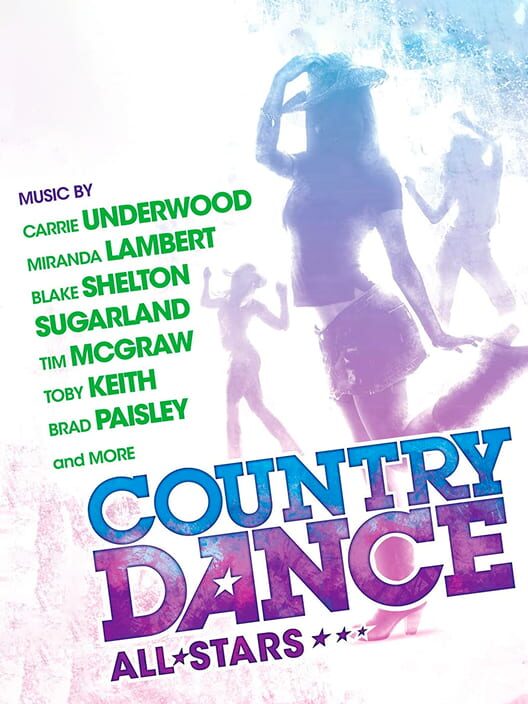 MUSIC BY
CARRIE UNDERWOOD
MIRANDA LAMBERT
BLAKE SHELTON
SUGARLAND
TIM MCGRAW
TOBY KEITH
BRAD PAISLEY
and MORE
COUNTRY
DANCE
ALL★STARS ★★★